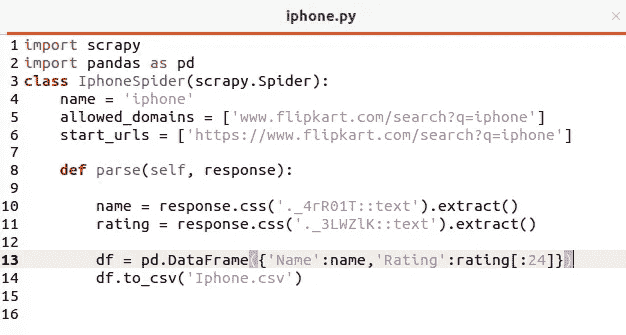 iphone.py
1 import scrapy
2 import pandas as pd
3 class IphoneSpider(scrapy.Spider):
4     name = 'iphone'
5     allowed_domains = ['www.flipkart.com/search?q=iphone']
6     start_urls = ['https://www.flipkart.com/search?q=iphone']
7
8     def parse(self, response):
9
10         name = response.css('._4rR01T::text').extract()
11         rating = response.css('._3LWZlK::text').extract()
12
13         df = pd.DataFrame({'Name':name,'Rating':rating[:24]})
14         df.to_csv('Iphone.csv')
15
16